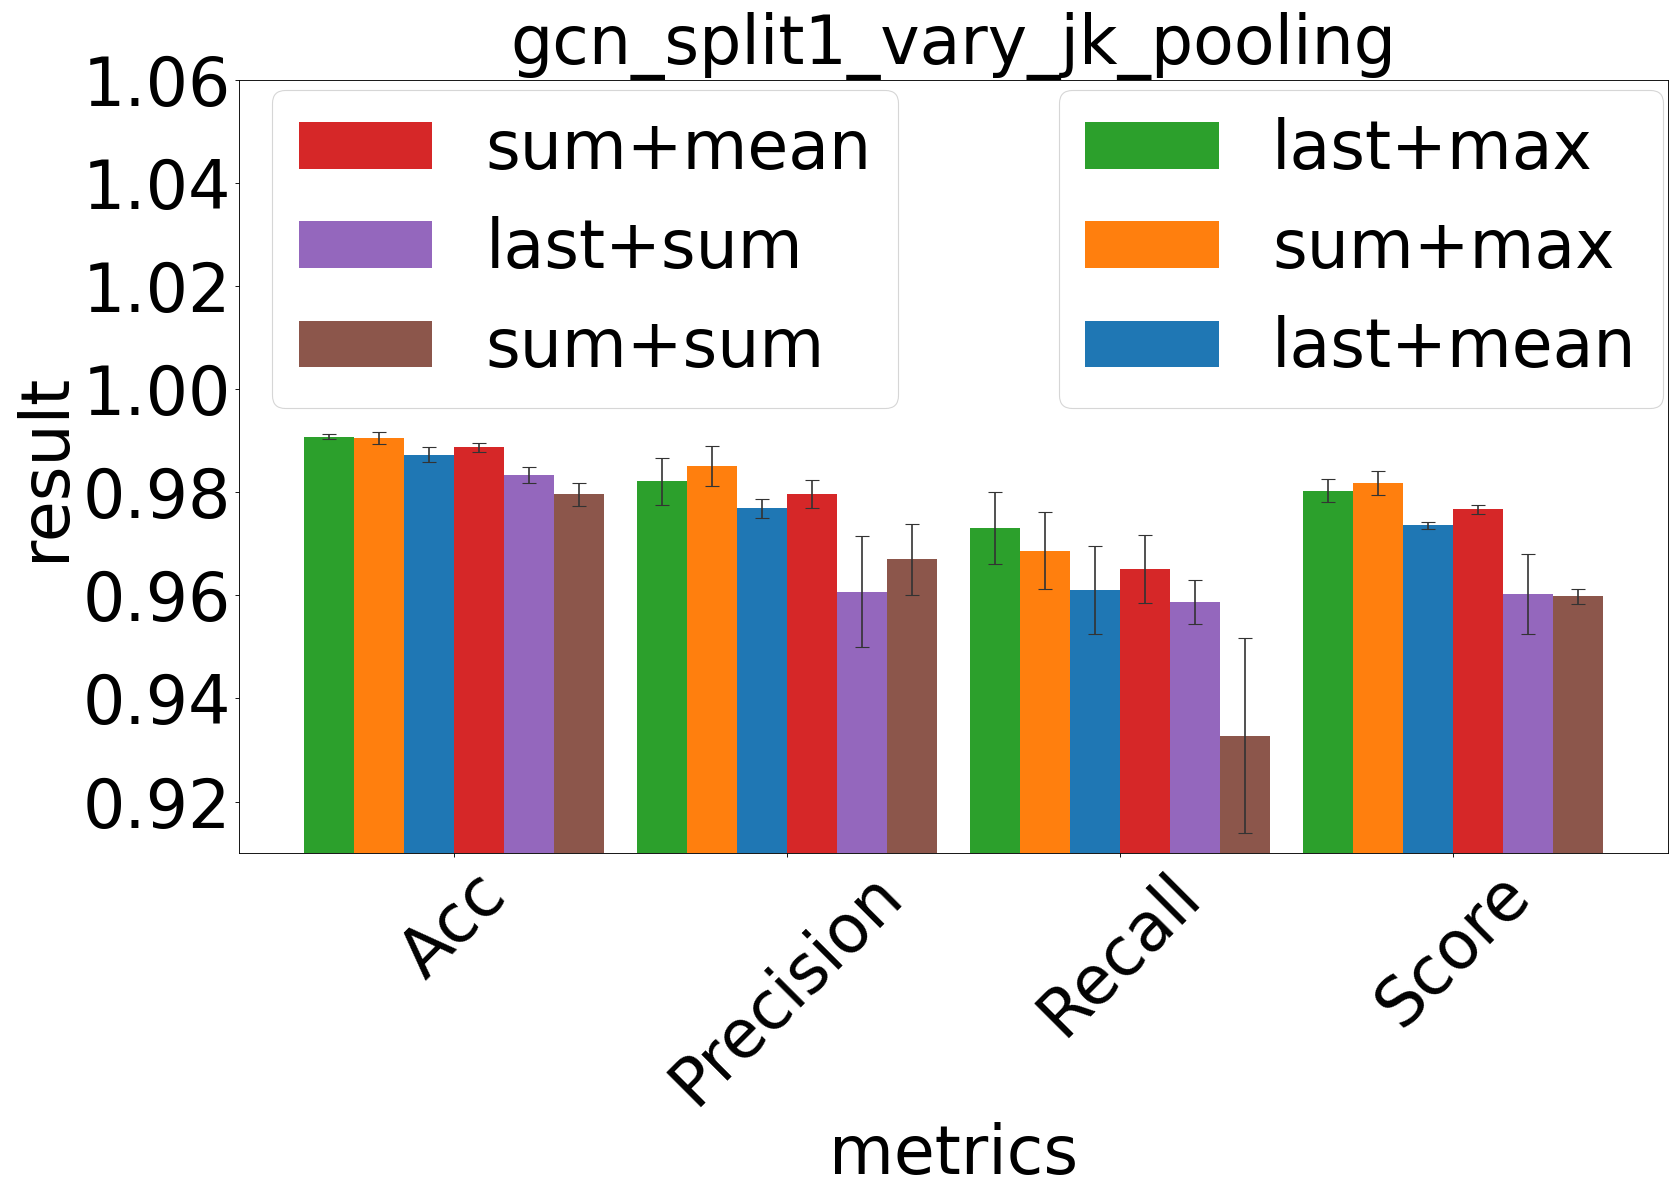 gcn_split1_vary_jk_pooling
1.06
1.04
1.02
1.00
0.98
0.96
0.94
0.92
result
sum+mean
last+sum
sum+sum
last+max
sum+max
last+mean
Acc
Precision
Recall
Score
metrics